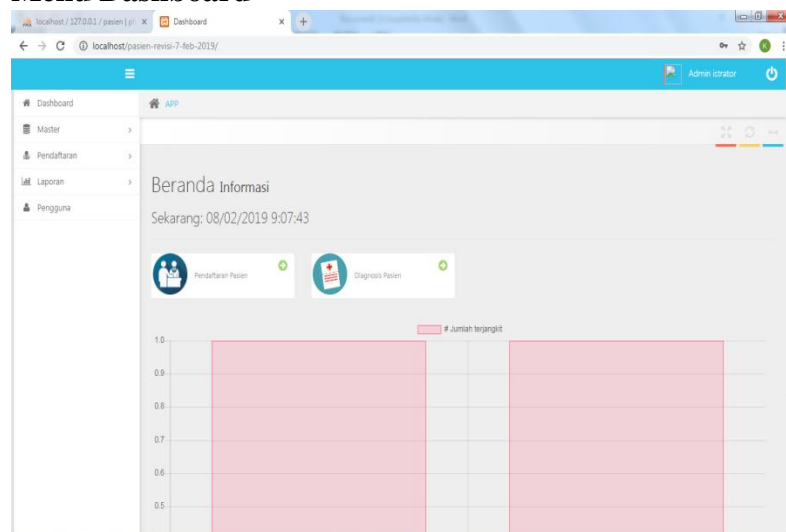 Menu Dashboard
localhost / 127.0.0.1 / pasien | ph × Dashboard ×
localhost/pasien-revisi-7-feb-2019/
K
Admin istrator
Dashboard
APP
Master
Pendaftaran
Laporan
Pengguna
Beranda Informasi
Sekarang: 08/02/2019 9:07:43
Pendaftaran Pasien
Diagnosis Pasien
# Jumlah terjangkit
1.0
0.9
0.8
0.7
0.6
0.5